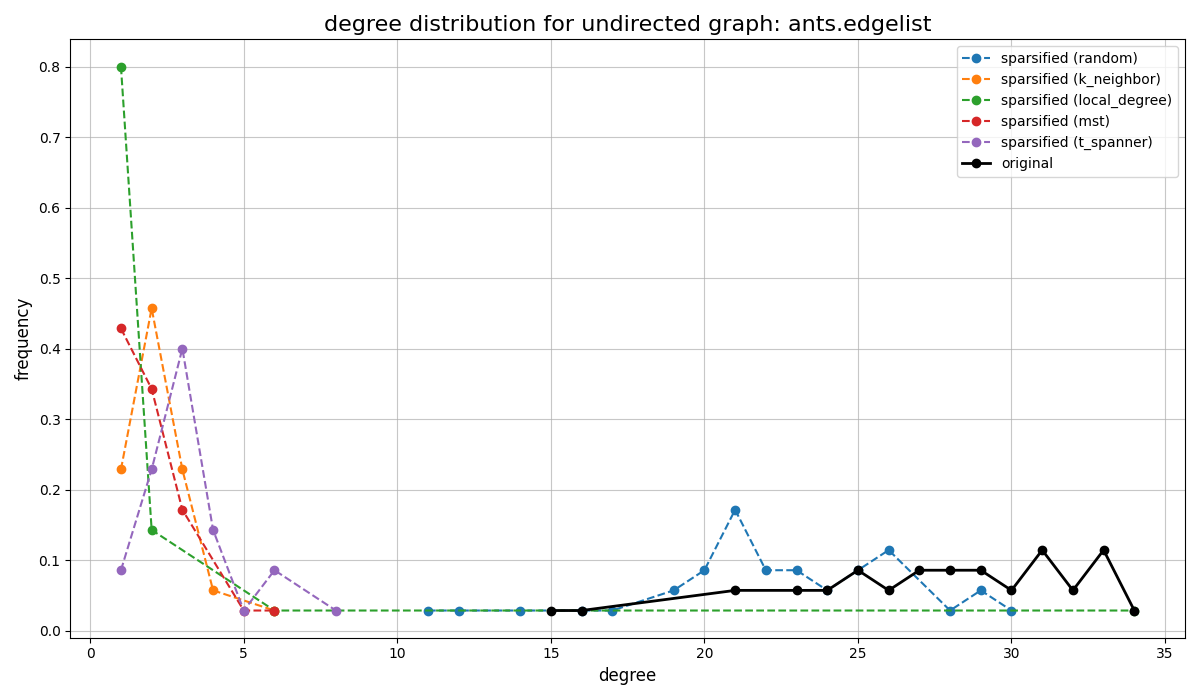 degree distribution for undirected graph: ants.edgelist
sparsified (random)
sparsified (k_neighbor)
sparsified (local_degree)
sparsified (mst)
sparsified (t_spanner)
original
frequency
0.8
0.7
0.6
0.5
0.4
0.3
0.2
0.1
0.0
0 5 10 15 20 25 30 35
degree